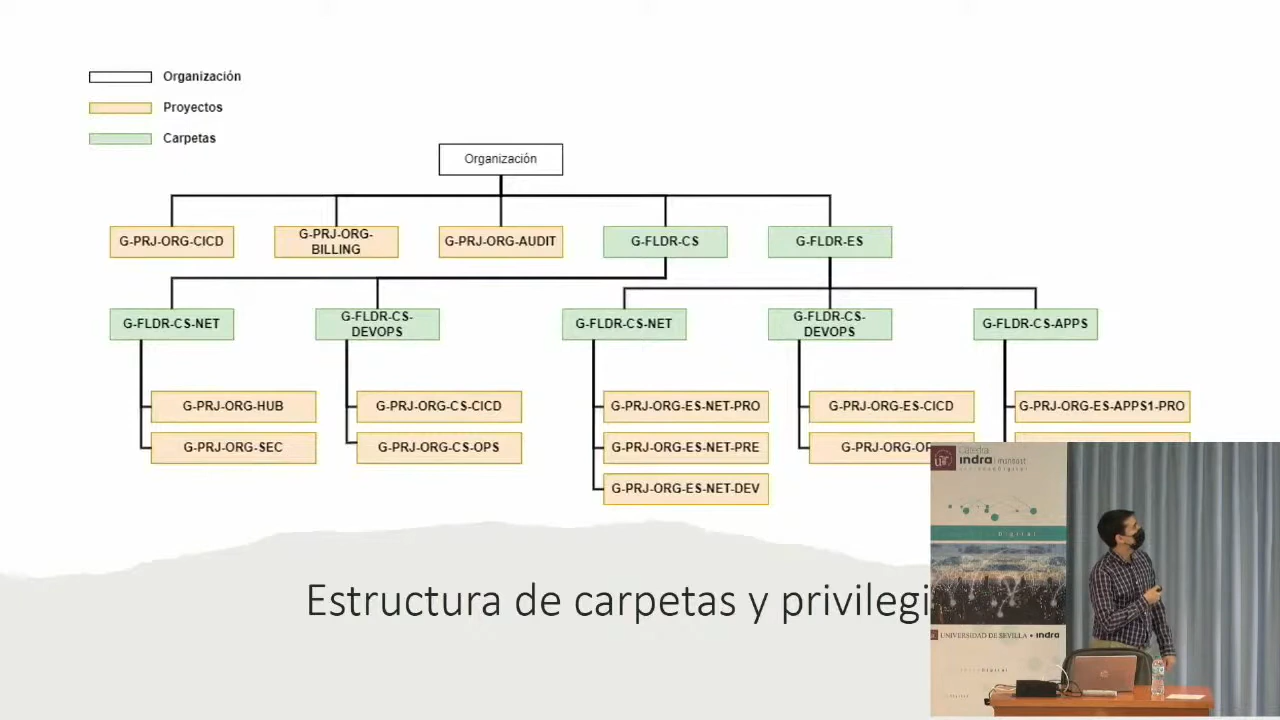 Organización
Proyectos
Carpetas
Organización
G-PRJ-ORG-CICD
G-PRJ-ORG-
BILLING
G-PRJ-ORG-AUDIT
G-FLDR-CS
G-FLDR-ES
G-FLDR-CS-NET
G-FLDR-CS-
DEVOPS
G-FLDR-CS-NET
G-FLDR-CS-
DEVOPS
G-FLDR-CS-APPS
G-PRJ-ORG-HUB
G-PRJ-ORG-CS-CICD
G-PRJ-ORG-ES-NET-PRO
G-PRJ-ORG-ES-CICD
G-PRJ-ORG-ES-APPS1-PRO
G-PRJ-ORG-SEC
G-PRJ-ORG-CS-OPS
G-PRJ-ORG-ES-NET-PRE
G-PRJ-ORG-OP
G-PRJ-ORG-ES-NET-DEV
Estructura de carpetas y privilegi
Cátedra
indra
Digital
UNIVERSIDAD DE SEVILLA • indra